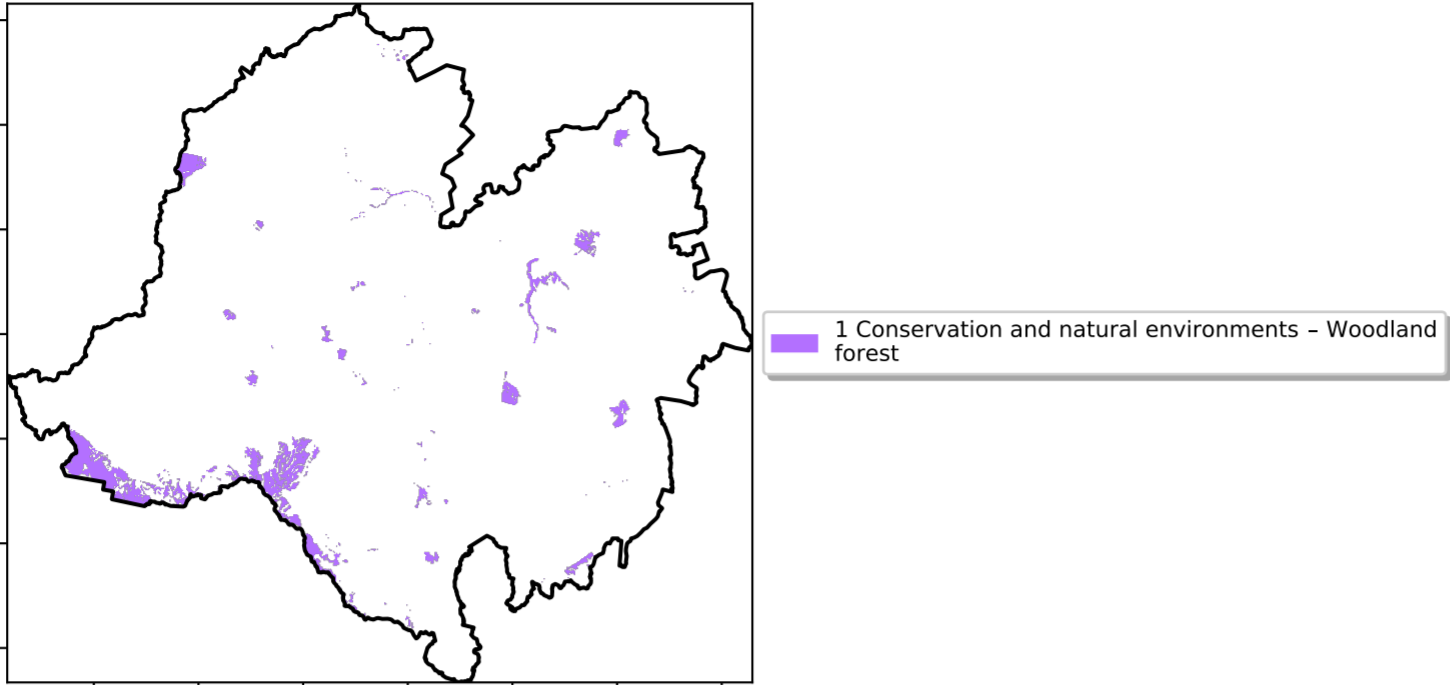 1 Conservation and natural environments – Woodland
forest